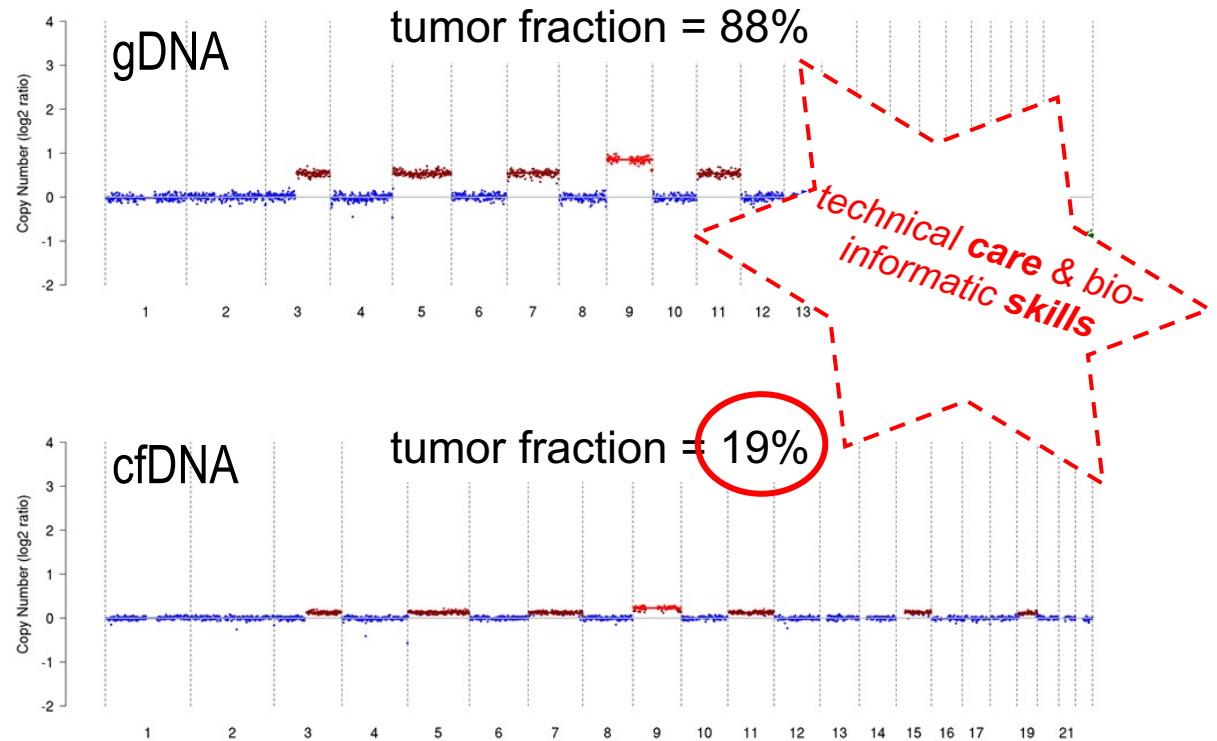 tumor fraction = 88%
gDNA
Copy Number (log2 ratio)
4
3
2
1
0
-1
-2
1 2 3 4 5 6 7 8 9 10 11 12 13
technical care & bio-
informatic skills
tumor fraction = 19%
cfDNA
Copy Number (log2 ratio)
4
3
2
1
0
-1
-2
1 2 3 4 5 6 7 8 9 10 11 12 13 14 15 16 17 19 21